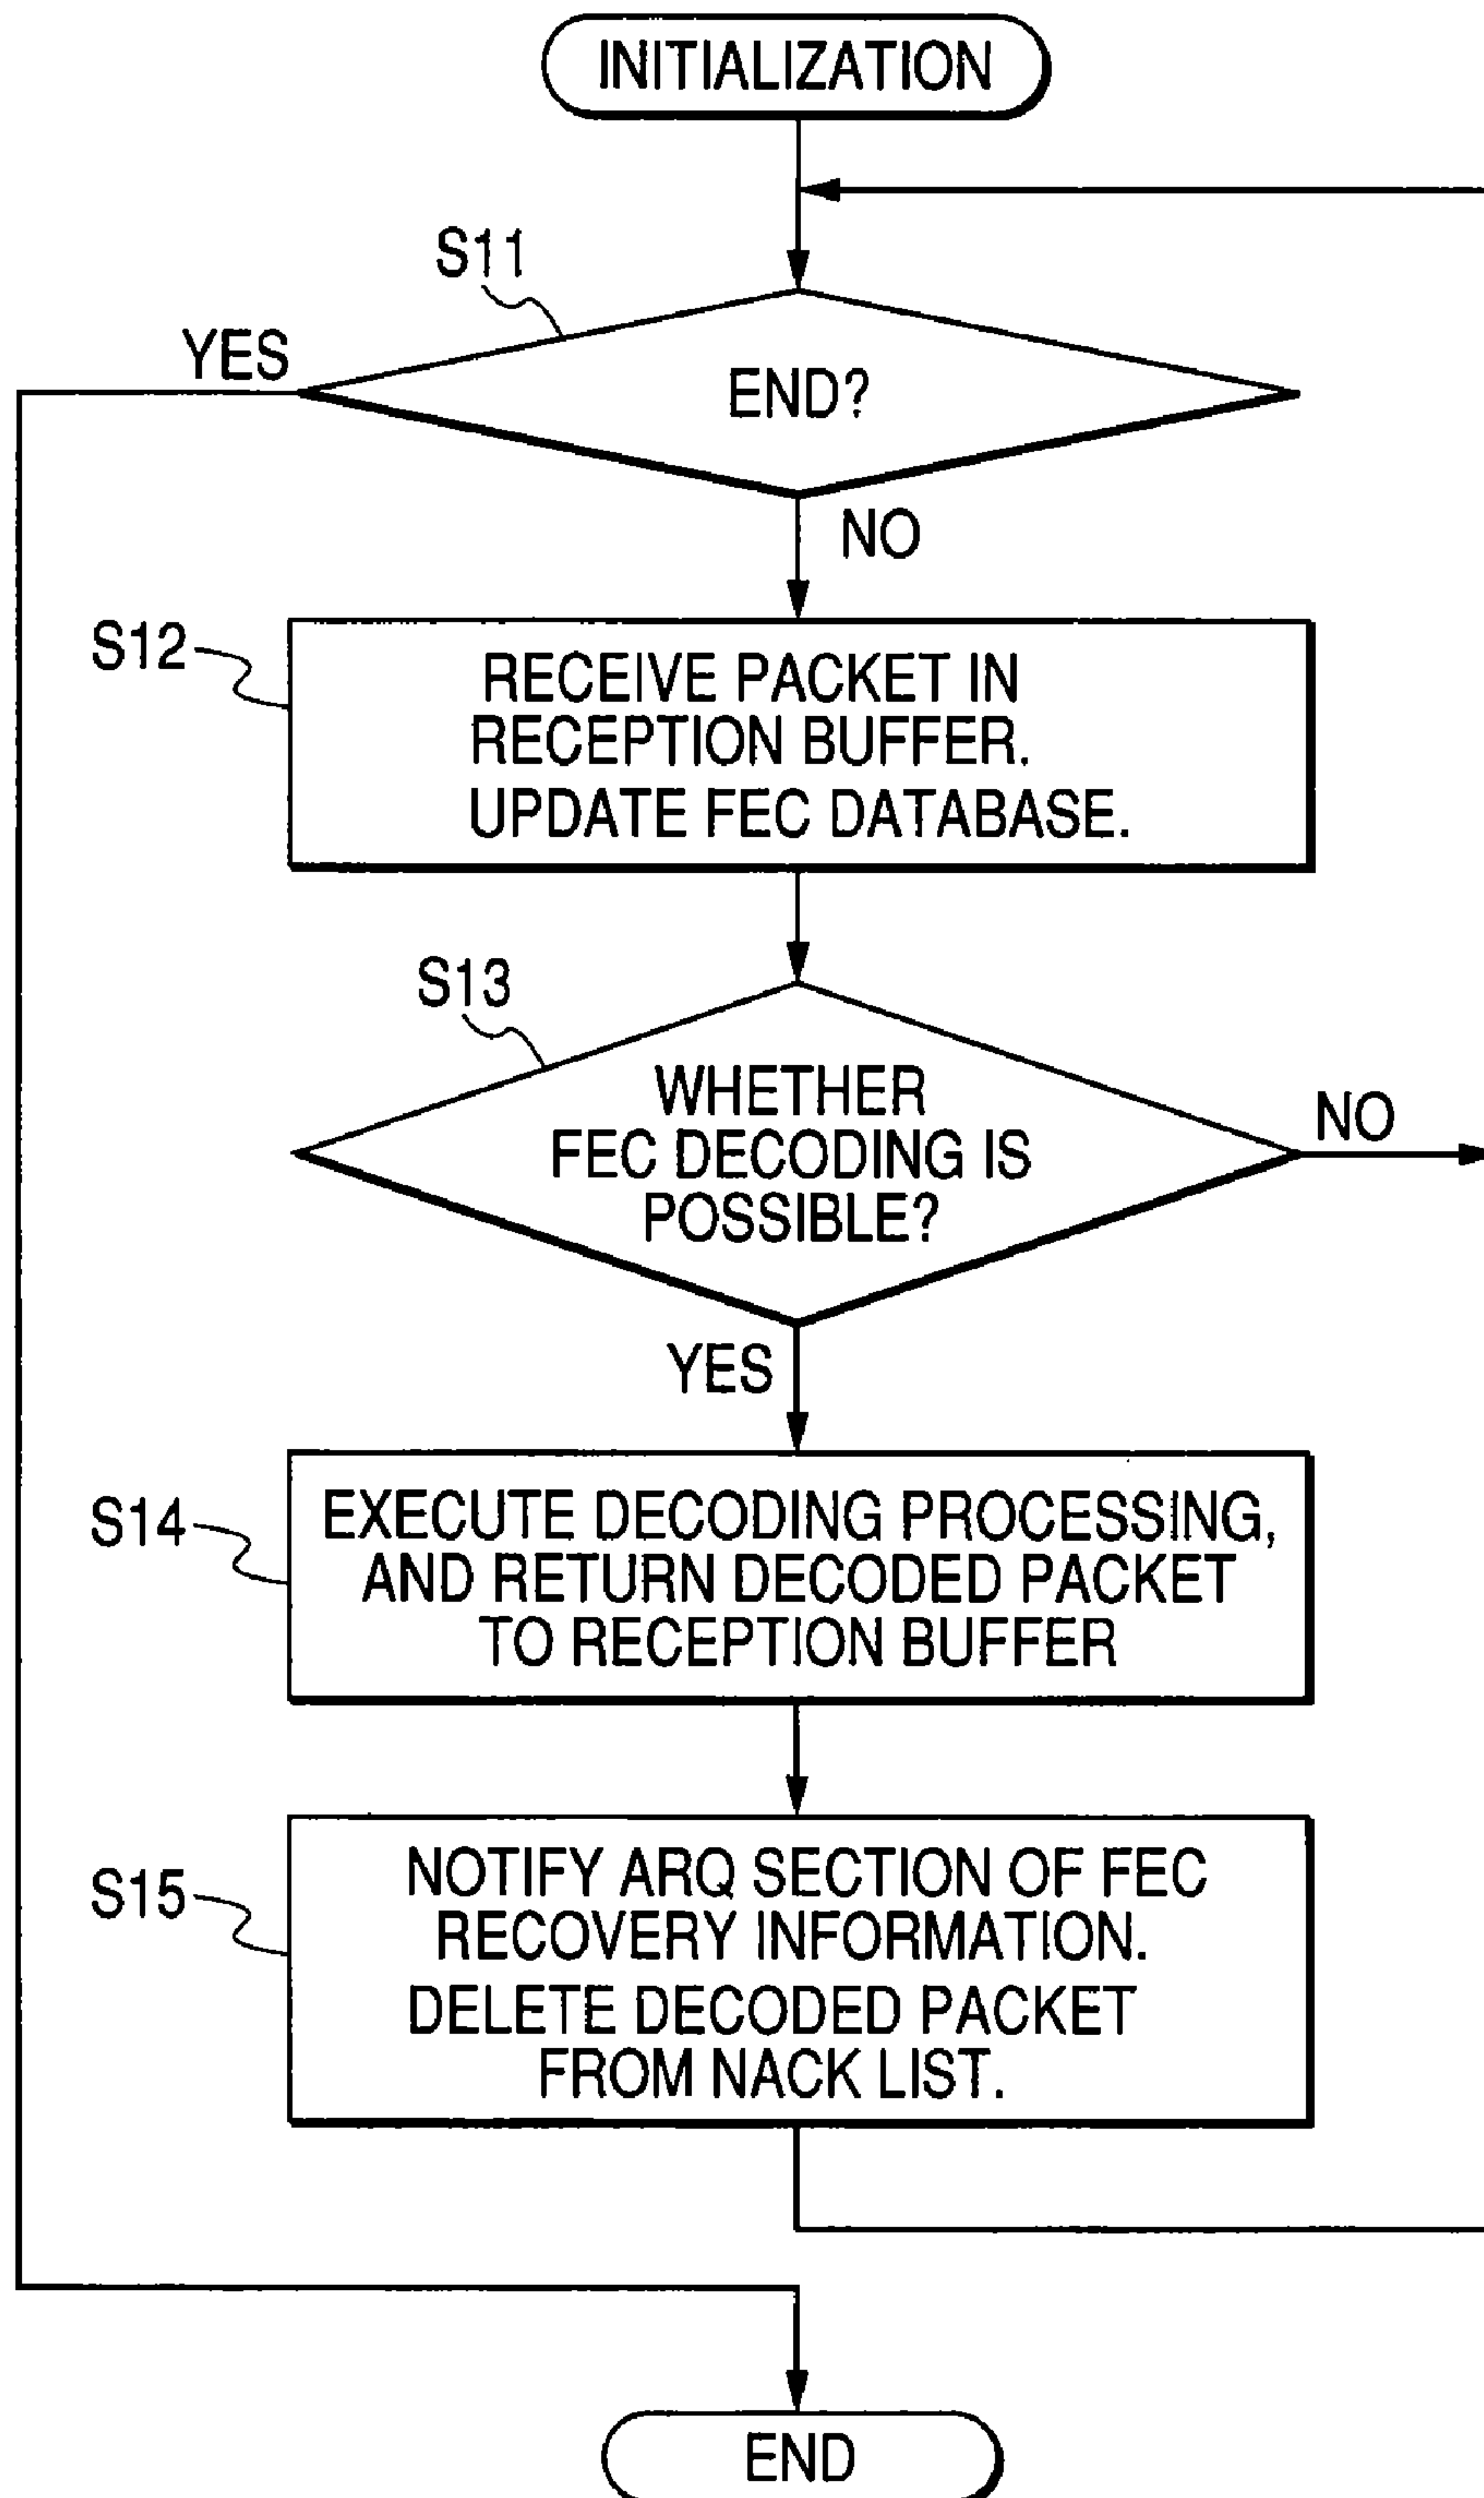 INITIALIZATION
S11
YES
END?
NO
S12
RECEIVE PACKET IN
RECEPTION BUFFER.
UPDATE FEC DATABASE.
S13
WHETHER
FEC DECODING IS
POSSIBLE?
NO
YES
S14
EXECUTE DECODING PROCESSING,
AND RETURN DECODED PACKET
TO RECEPTION BUFFER
S15
NOTIFY ARQ SECTION OF FEC
RECOVERY INFORMATION.
DELETE DECODED PACKET
FROM NACK LIST.
END